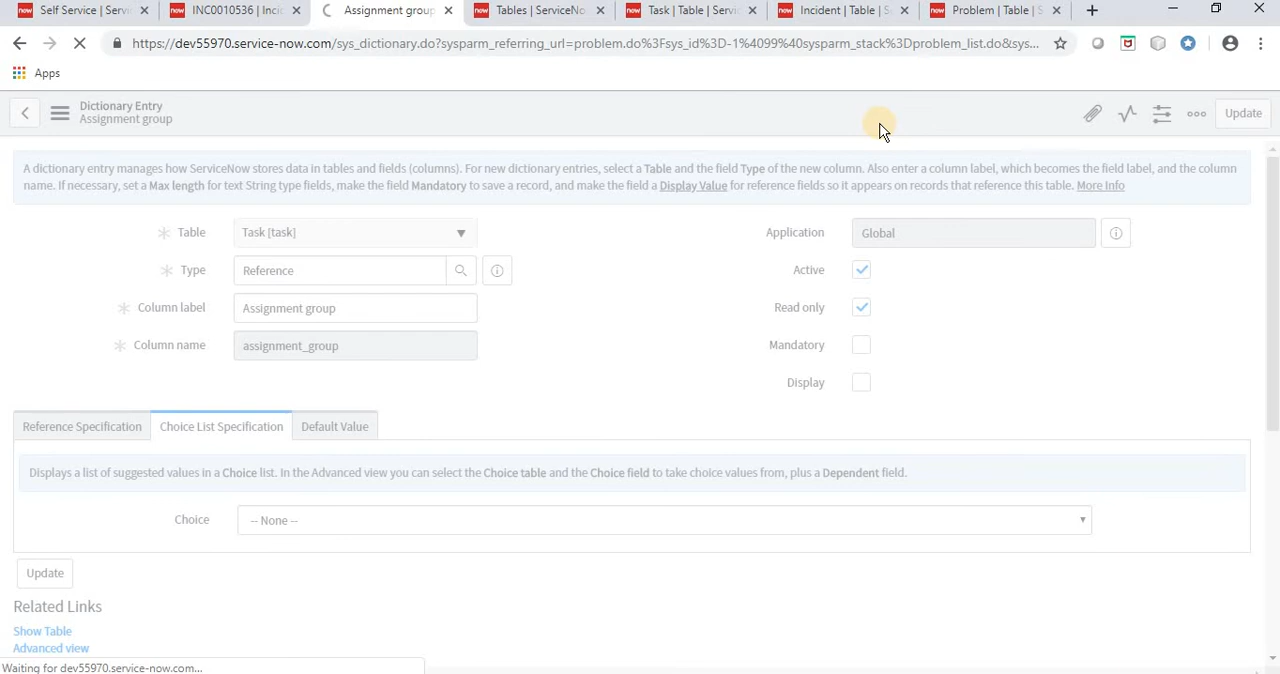 now Self Service | Servi
now INC0010536 | Incid
Assignment group
now Tables | ServiceNo
now Task | Table | Servic
now Incident | Table | S
now Problem | Table | S
https://dev55970.service-now.com/sys_dictionary.do?sysparm_referring_url=problem.do%3Fsys_id%3D-1%4099%40sysparm_stack%3Dproblem_list.do&sys...
Apps
Dictionary Entry
Assignment group
Update
A dictionary entry manages how ServiceNow stores data in tables and fields (columns). For new dictionary entries, select a Table and the field Type of the new column. Also enter a column label, which becomes the field label, and the column
name. If necessary, set a Max length for text String type fields, make the field Mandatory to save a record, and make the field a Display Value for reference fields so it appears on records that reference this table. More Info
Table Task [task]
Application Global
Type Reference
Active
Column label Assignment group
Read only
Column name assignment_group
Mandatory
Display
Reference Specification Choice List Specification Default Value
Displays a list of suggested values in a Choice list. In the Advanced view you can select the Choice table and the Choice field to take choice values from, plus a Dependent field.
Choice -- None --
Update
Related Links
Show Table
Advanced view
Waiting for dev55970.service-now.com...